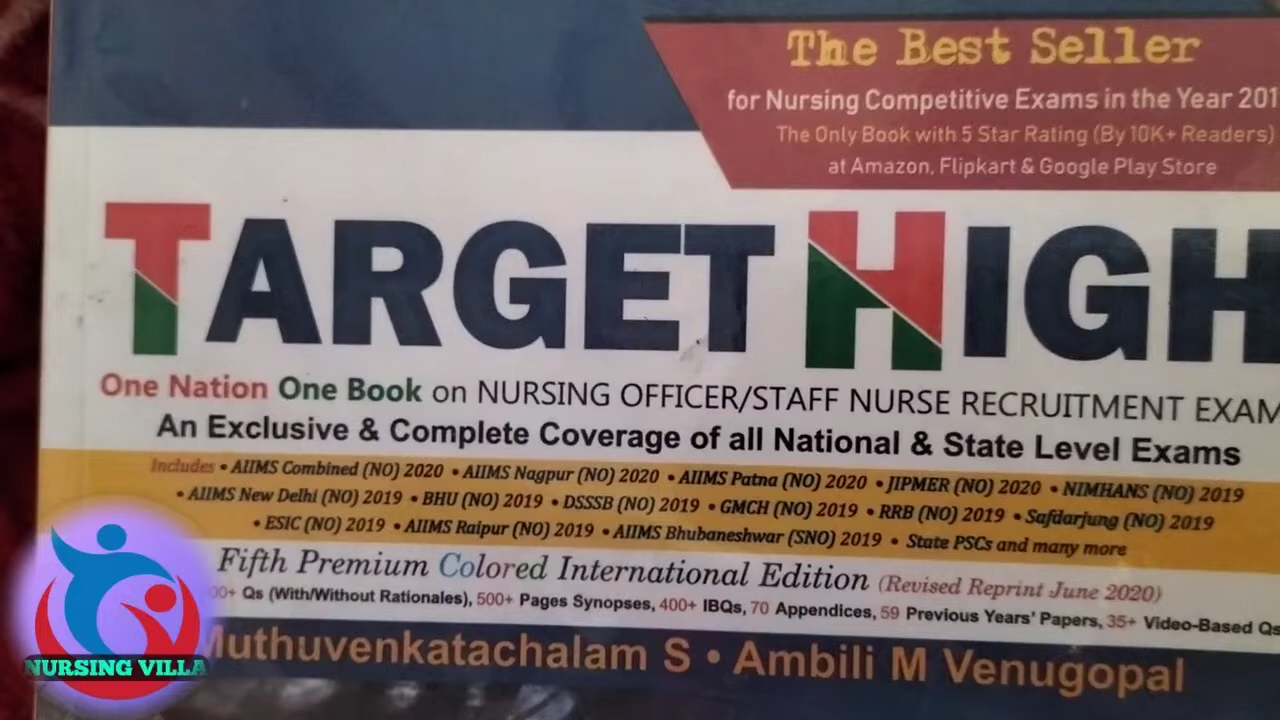 The Best Seller
for Nursing Competitive Exams in the Year 201
The Only Book with 5 Star Rating (By 10K+ Readers)
at Amazon, Flipkart & Google Play Store
TARGET HIGH
One Nation One Book on NURSING OFFICER/STAFF NURSE RECRUITMENT EXAM
An Exclusive & Complete Coverage of all National & State Level Exams
Includes • AIIMS Combined (NO) 2020 • AIIMS Nagpur (NO) 2020 • AIIMS Patna (NO) 2020 • JIPMER (NO) 2020 • NIMHANS (NO) 2019
• AIIMS New Delhi (NO) 2019 • BHU (NO) 2019 • DSSSB (NO) 2019 • GMCH (NO) 2019 • RRB (NO) 2019 • Safdarjung (NO) 2019
• ESIC (NO) 2019 • AIIMS Raipur (NO) 2019 • AIIMS Bhubaneshwar (SNO) 2019 • State PSCs and many more
Fifth Premium Colored International Edition (Revised Reprint June 2020)
00+ Qs (With/Without Rationales), 500+ Pages Synopses, 400+ IBQs, 70 Appendices, 59 Previous Years' Papers, 35+ Video-Based Qs
Muthuvenkatachalam S • Ambili M Venugopal
NURSING VILLA